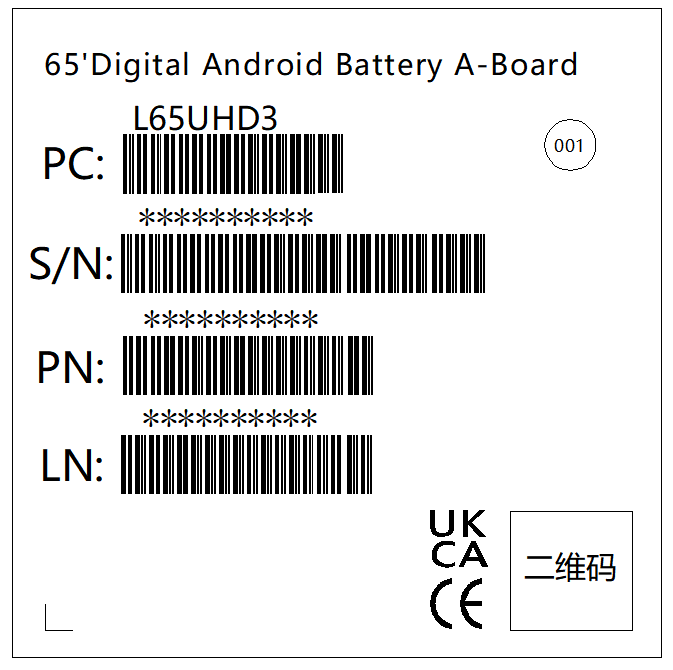 65'Digital Android Battery A-Board
L65UHD3
PC:
001
**********
S/N:
**********
PN:
**********
LN:
UK
CA
CE
二维码